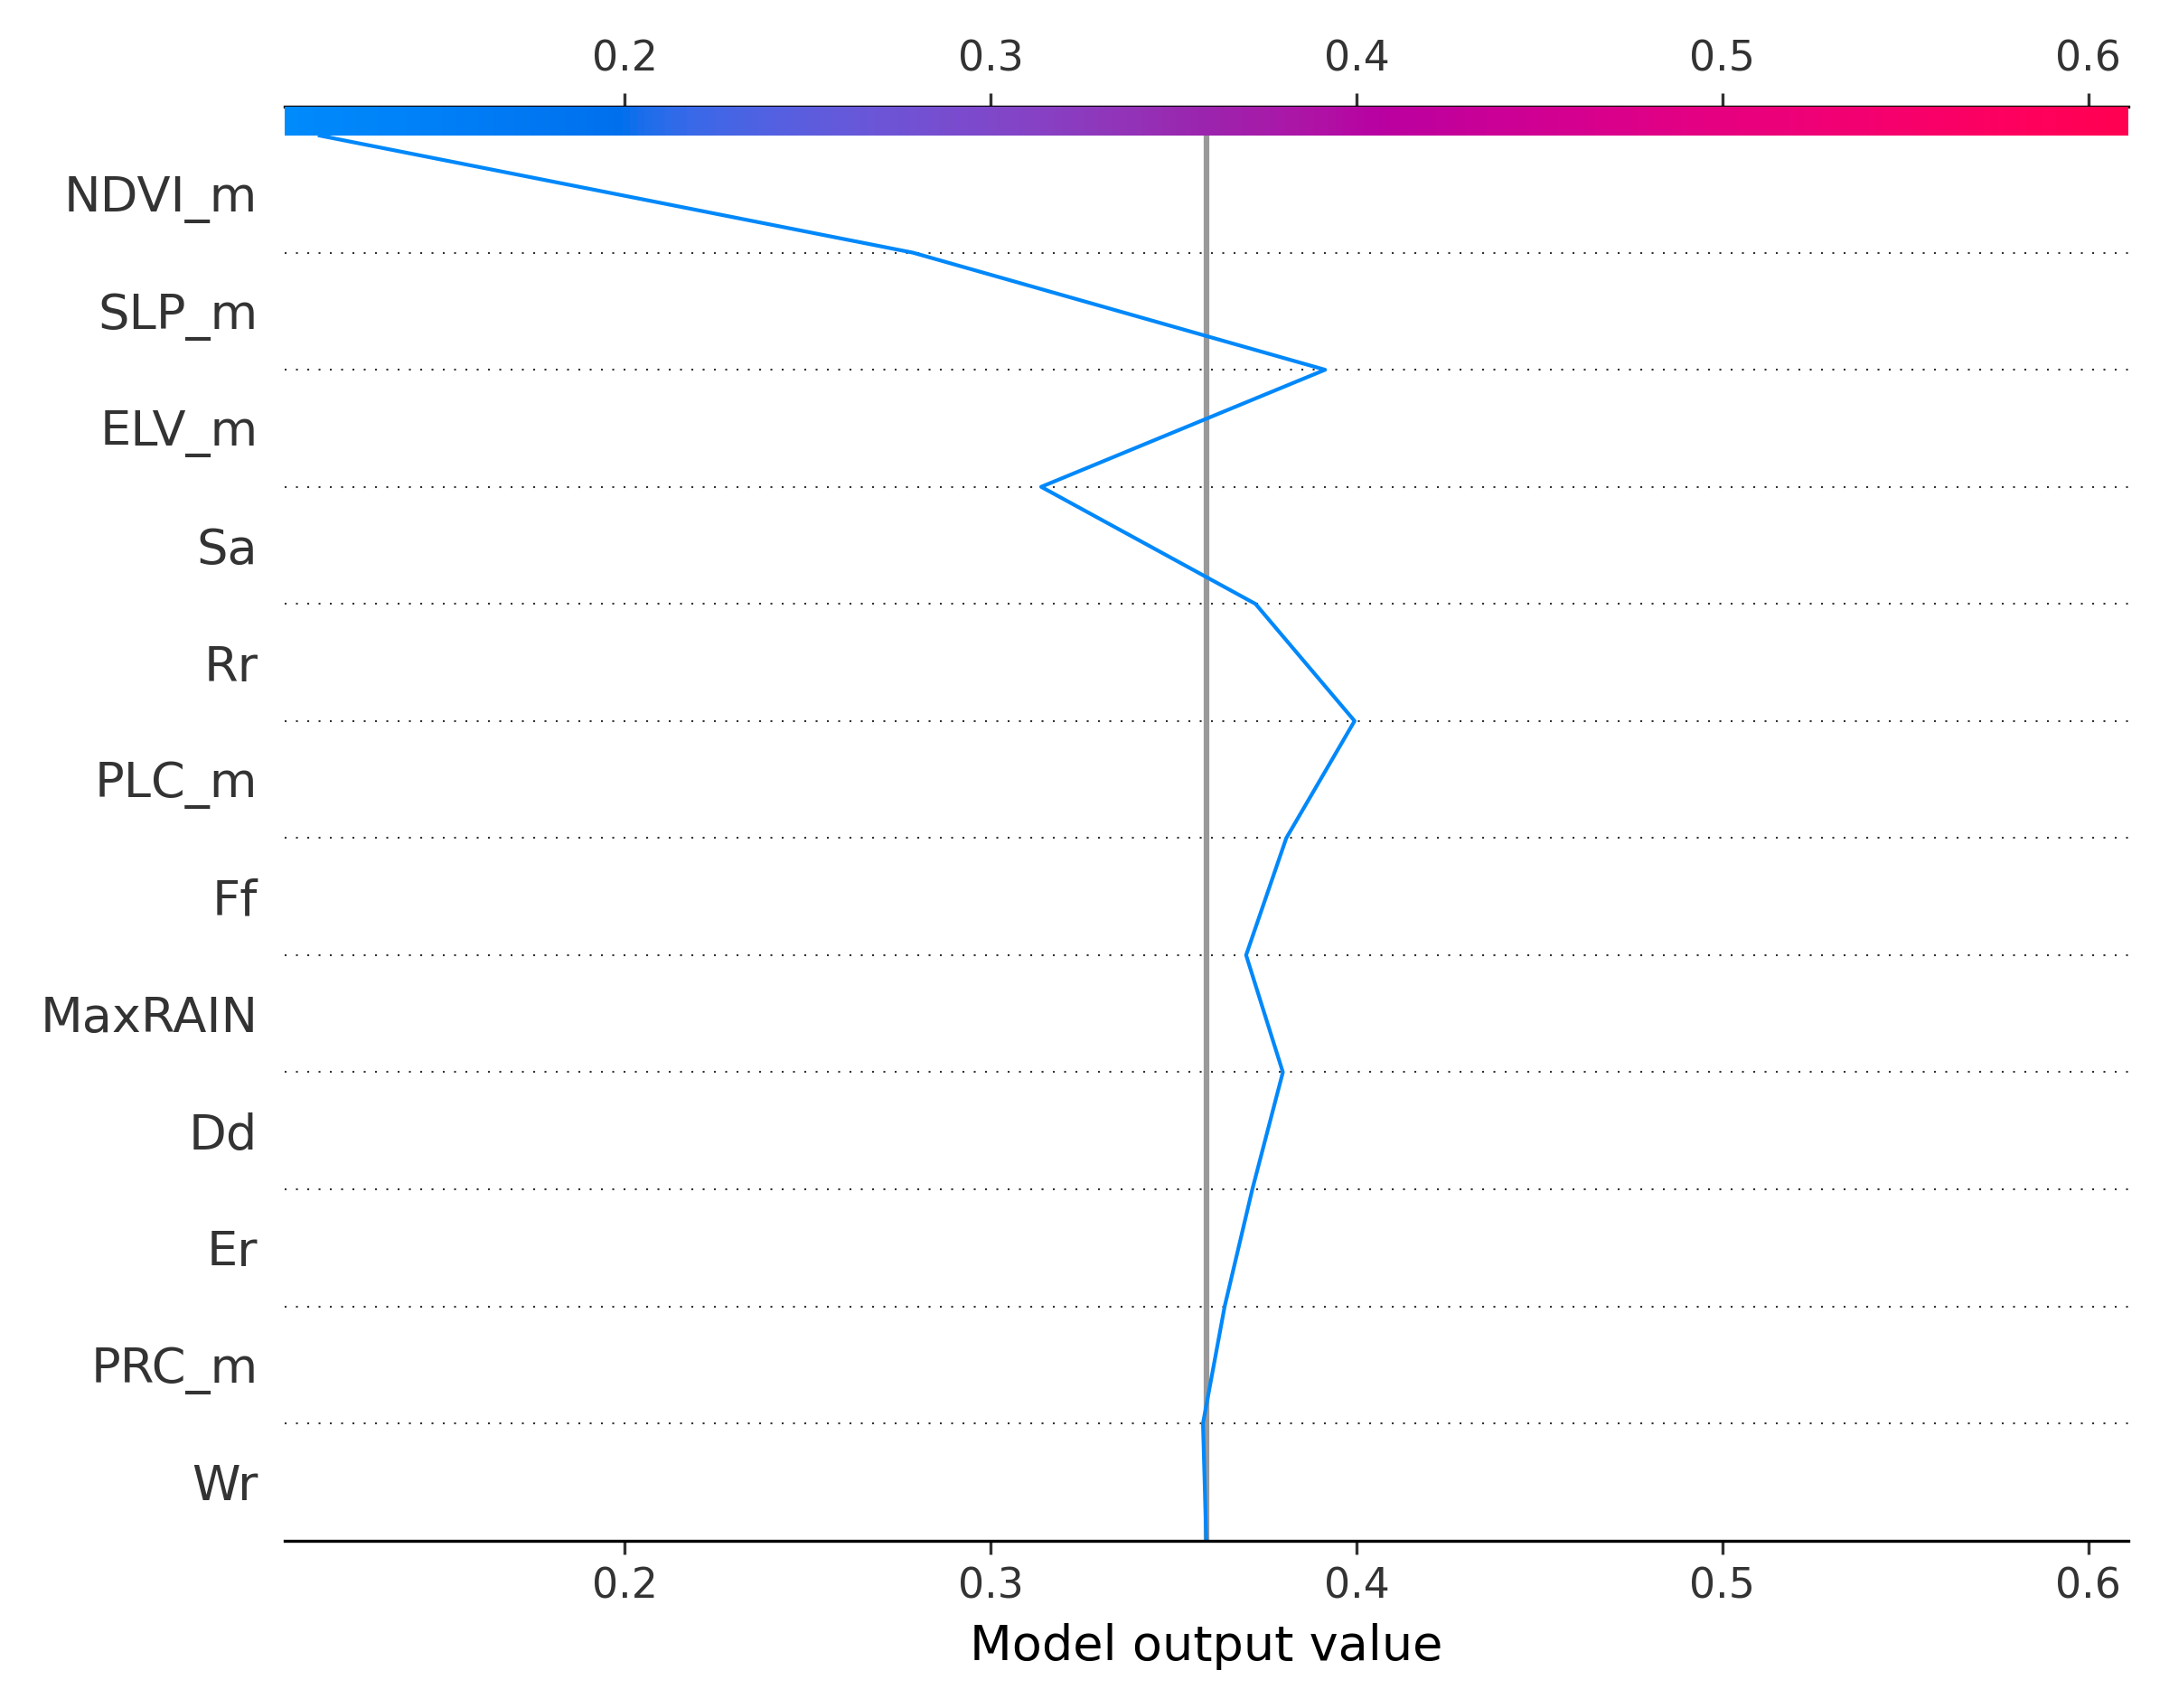 0.2 0.3 0.4 0.5 0.6
NDVI_m
SLP_m
ELV_m
Sa
Rr
PLC_m
Ff
MaxRAIN
Dd
Er
PRC_m
Wr
0.2 0.3 0.4 0.5 0.6
Model output value